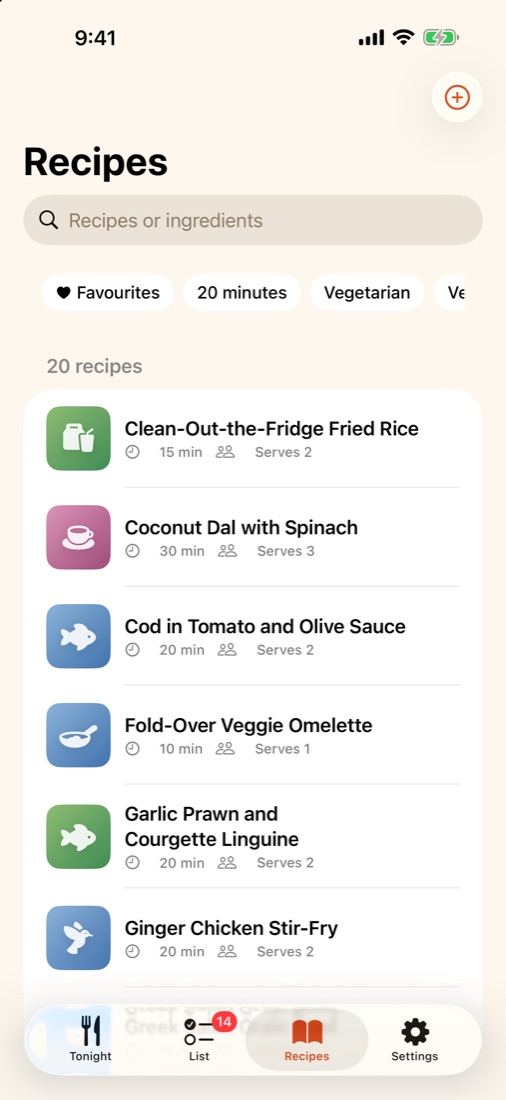 9:41
Recipes
Recipes or ingredients
Favourites
20 minutes
Vegetarian
Ve
20 recipes
Clean-Out-the-Fridge Fried Rice
15 min Serves 2
Coconut Dal with Spinach
30 min Serves 3
Cod in Tomato and Olive Sauce
20 min Serves 2
Fold-Over Veggie Omelette
10 min Serves 1
Garlic Prawn and
Courgette Linguine
20 min Serves 2
Ginger Chicken Stir-Fry
20 min Serves 2
Greek
14
Tonight
List
Recipes
Settings